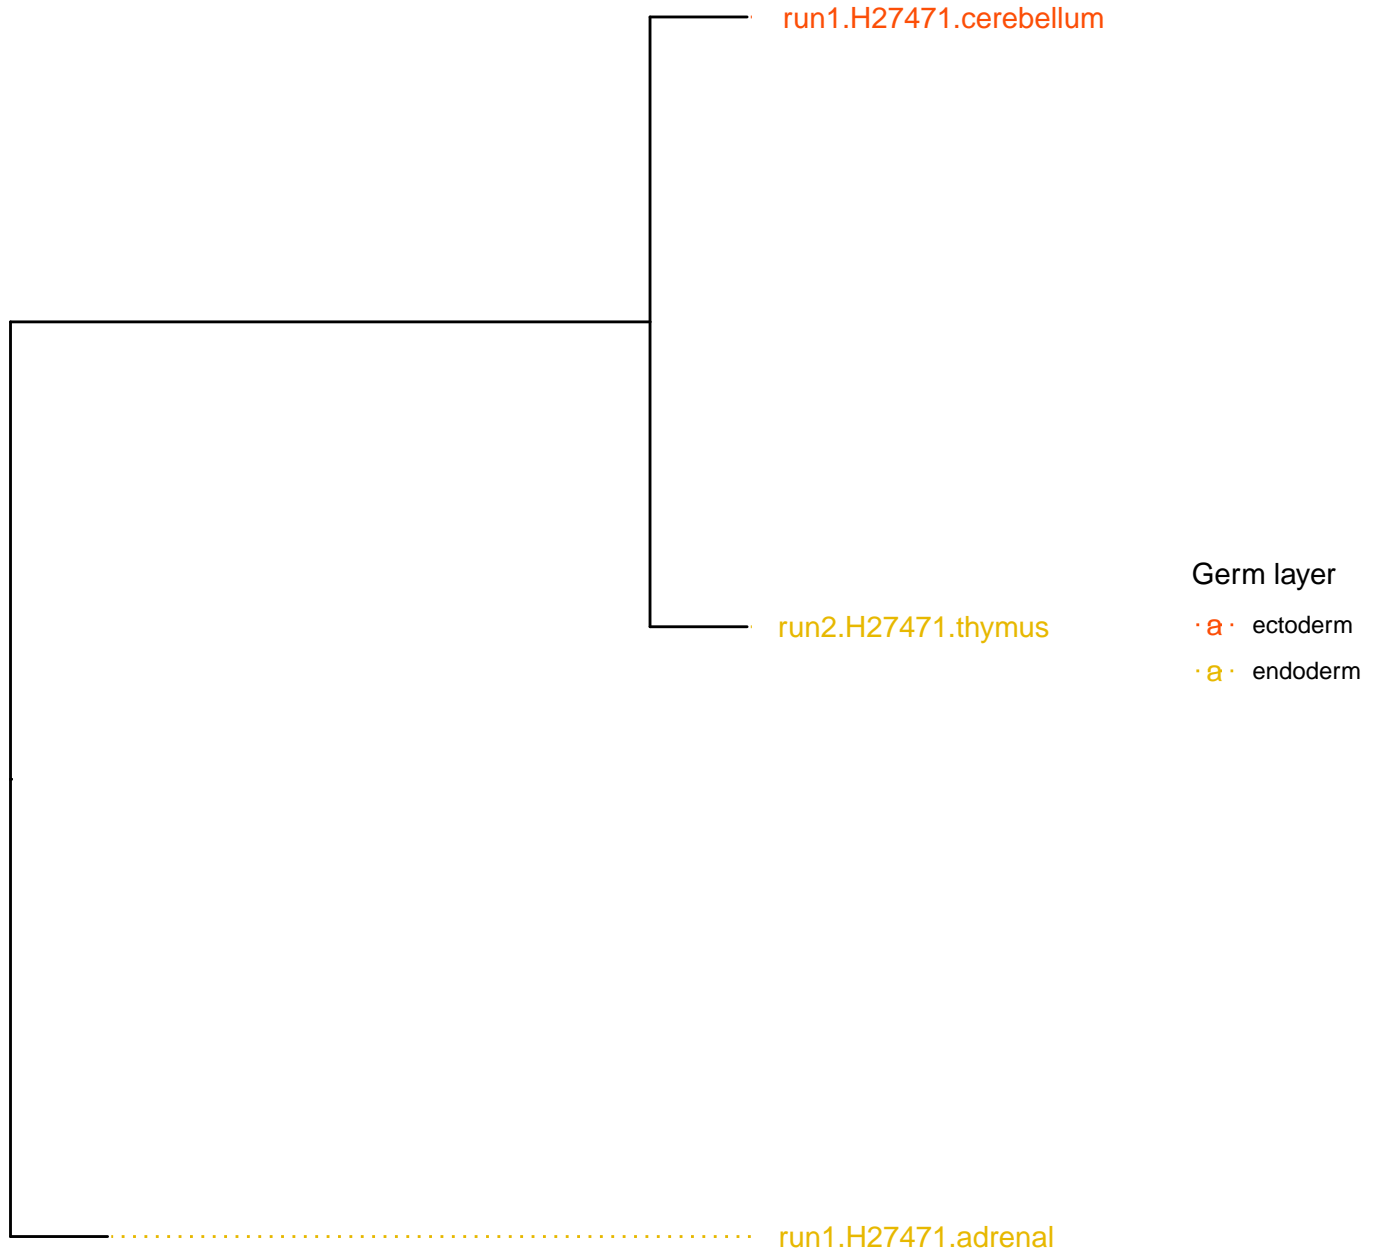 run1.H27471.cerebellum
Germ layer
a ectoderm
run2.H27471.thymus
a endoderm
run1.H27471.adrenal